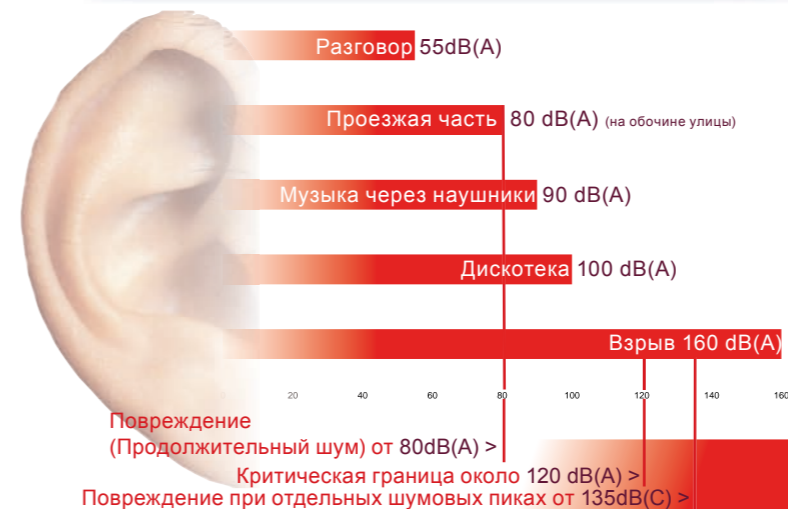 Разговор 55dB(A)
Проезжая часть 80 dB(A) (на обочине улицы)
Музыка через наушники 90 dB(A)
Дискотека 100 dB(A)
Взрыв 160 dB(A)
0 20 40 60 80 100 120 140 160
Повреждение
(Продолжительный шум) от 80dB(A) >
Критическая граница около 120 dB(A) >
Повреждение при отдельных шумовых пиках от 135dB(C) >